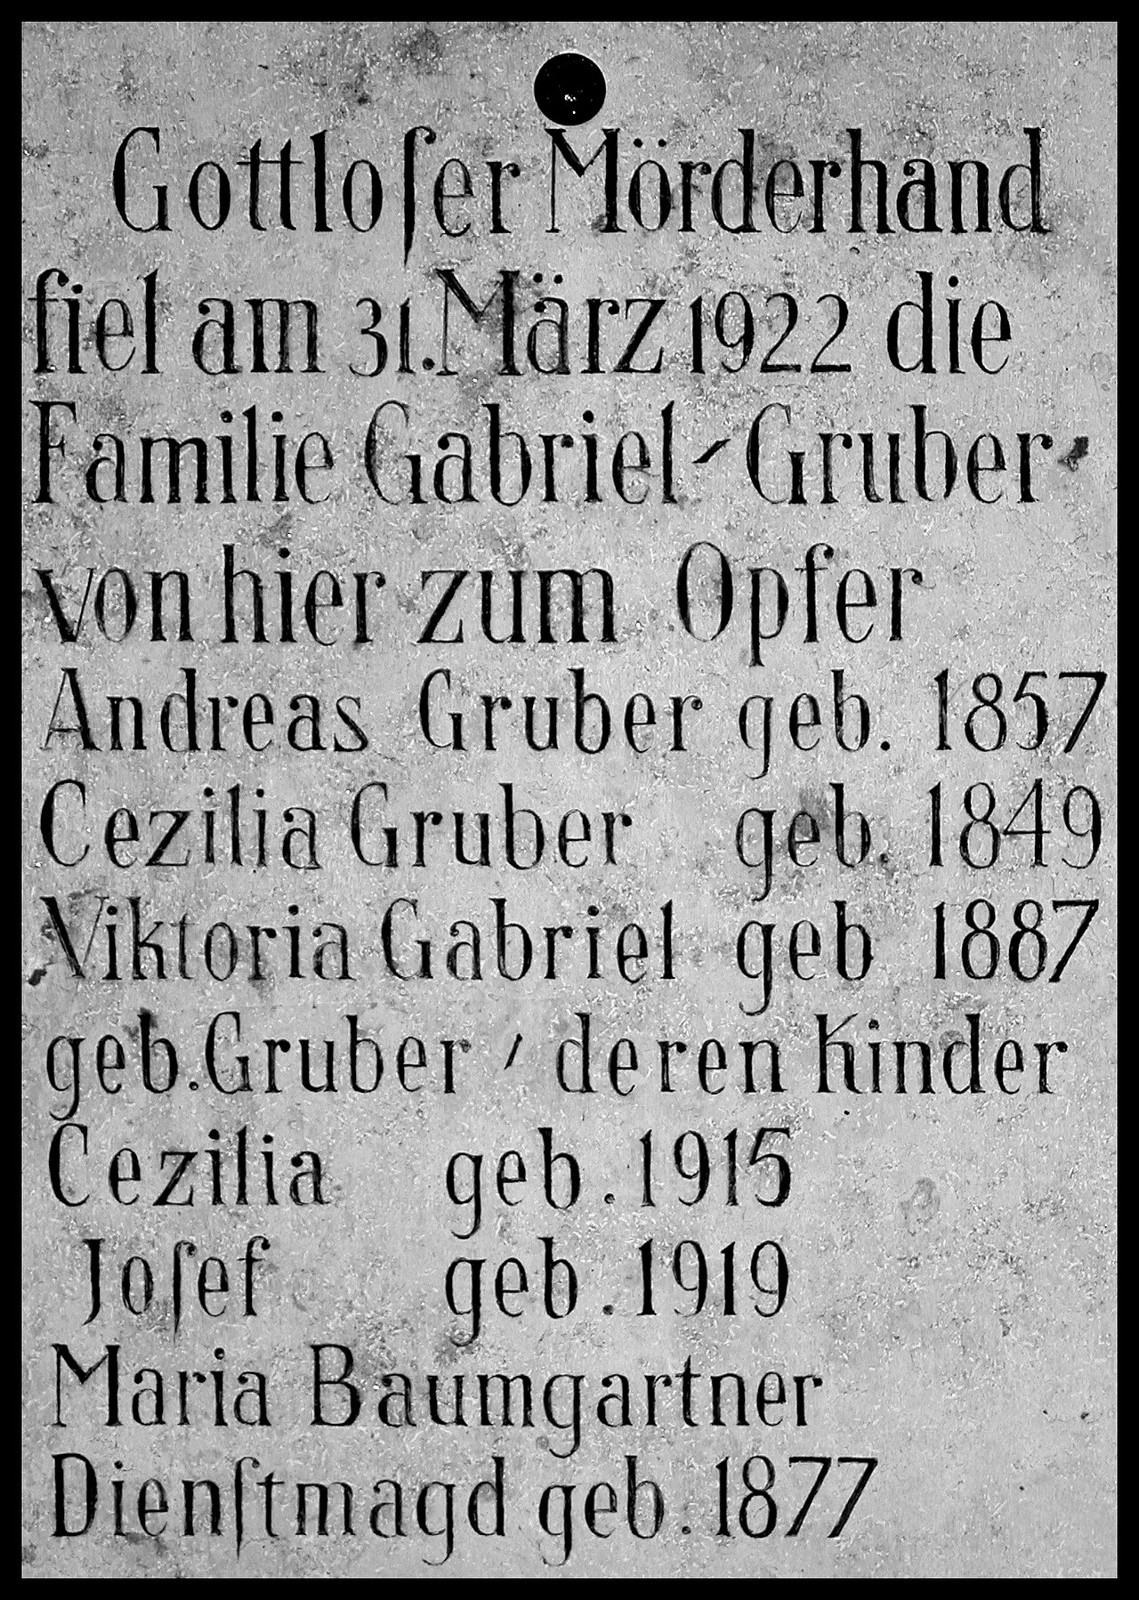 Gottloſer Mörderhand
fiel am 31. März 1922 die
Familie Gabriel-Gruber
von hier zum Opfer
Andreas Gruber geb. 1857
Cezilia Gruber geb. 1849
Viktoria Gabriel geb 1887
geb. Gruber, deren Kinder
Cezilia geb. 1915
Joſef geb. 1919
Maria Baumgartner
Dienſtmagd geb. 1877